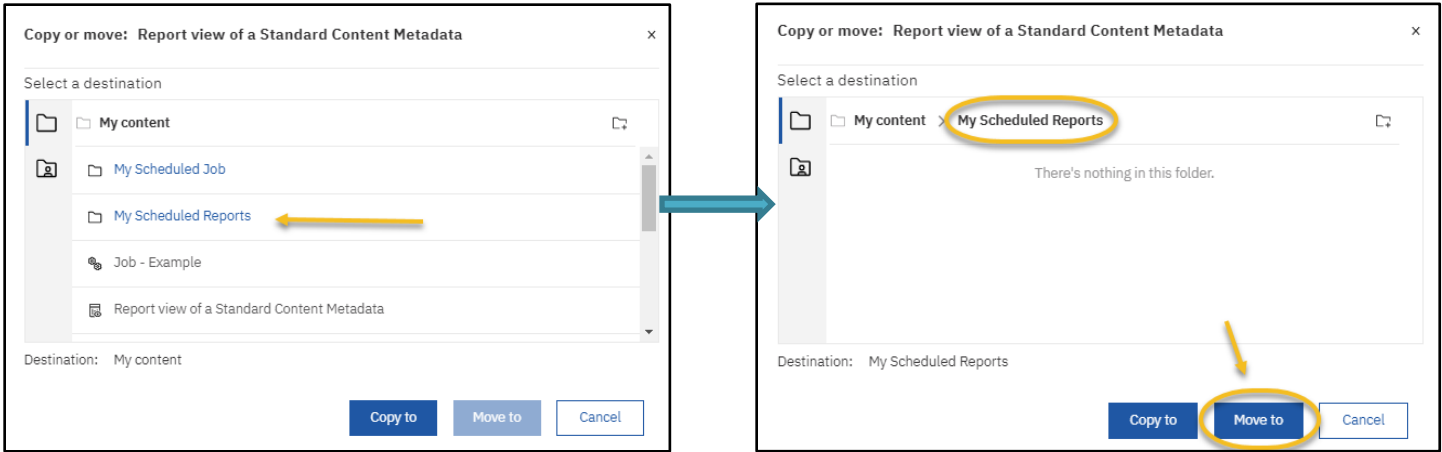 Copy or move: Report view of a Standard Content Metadata
×
Select a destination
My content
My Scheduled Job
My Scheduled Reports
Job - Example
Report view of a Standard Content Metadata
Destination: My content
Copy to Move to Cancel
Copy or move: Report view of a Standard Content Metadata
×
Select a destination
My content > My Scheduled Reports
There's nothing in this folder.
Destination: My Scheduled Reports
Copy to Move to Cancel